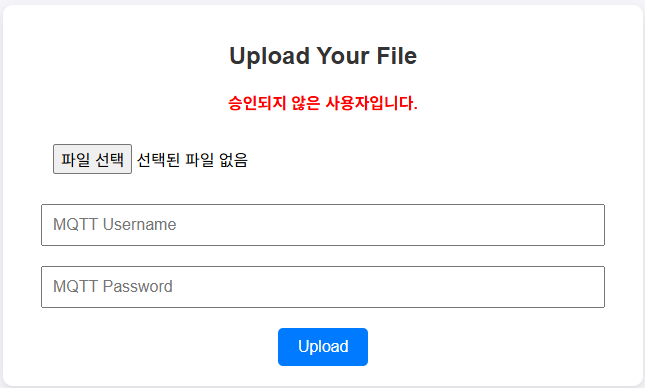 Upload Your File
승인되지 않은 사용자입니다.
파일 선택 선택된 파일 없음
MQTT Username
MQTT Password
Upload